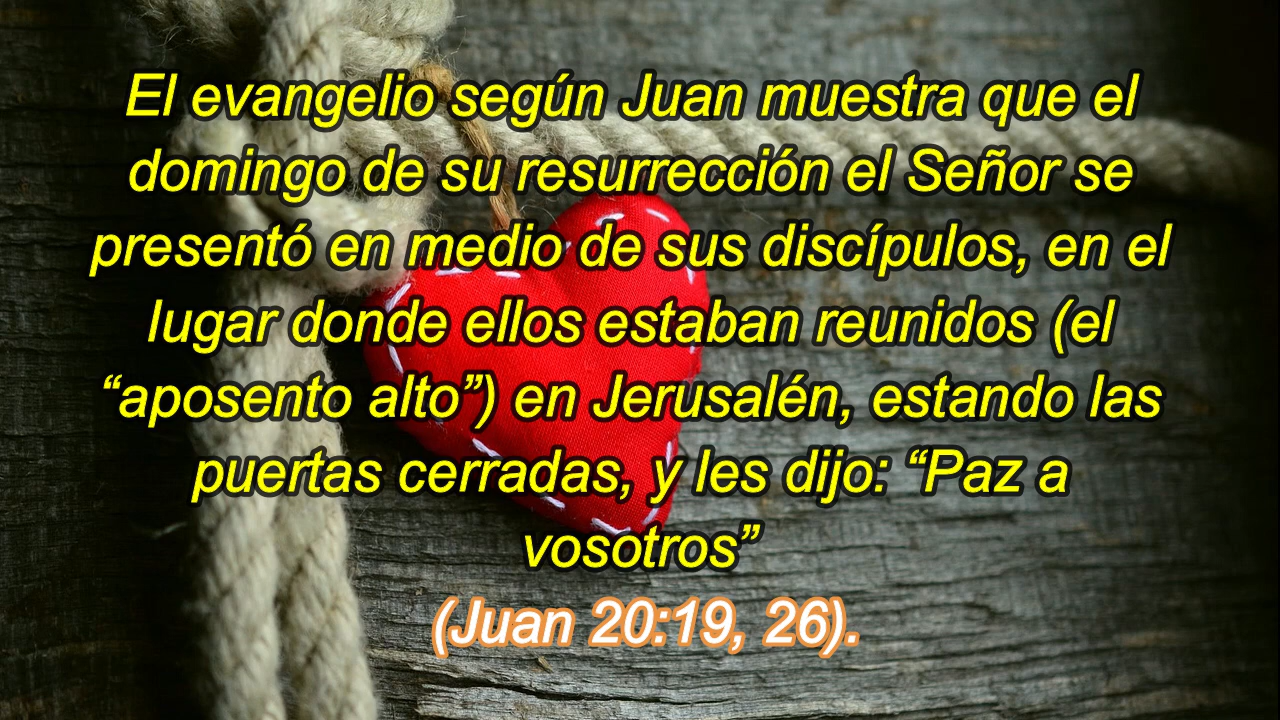 El evangelio según Juan muestra que el
domingo de su resurrección el Señor se
presentó en medio de sus discípulos, en el
lugar donde ellos estaban reunidos (el
“aposento alto”) en Jerusalén, estando las
puertas cerradas, y les dijo: “Paz a
vosotros”
(Juan 20:19, 26).